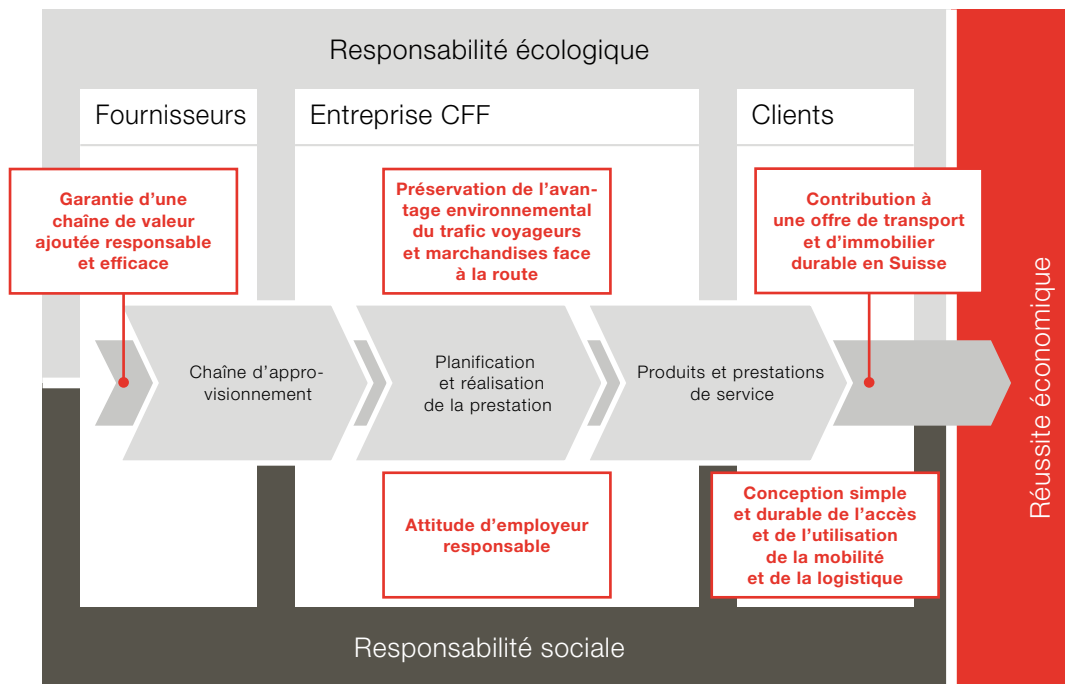 Responsabilité écologique
Fournisseurs
Entreprise CFF
Clients
Garantie d’une
chaîne de valeur
ajoutée responsable
et efficace
Préservation de l’avan-
tage environnemental
du trafic voyageurs
et marchandises face
à la route
Contribution à
une offre de transport
et d’immobilier
durable en Suisse
Chaîne d’appro-
visionnement
Planification
et réalisation
de la prestation
Produits et prestations
de service
Réussite économique
Attitude d’employeur
responsable
Conception simple
et durable de l’accès
et de l’utilisation
de la mobilité
et de la logistique
Responsabilité sociale